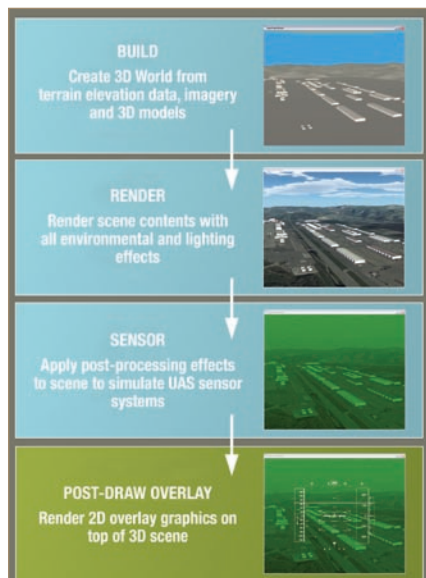 BUILD
Create 3D World from
terrain elevation data, imagery
and 3D models
RENDER
Render scene contents with
all environmental and lighting
effects
SENSOR
Apply post-processing effects
to scene to simulate UAS sensor
systems
POST-DRAW OVERLAY
Render 2D overlay graphics on
top of 3D scene